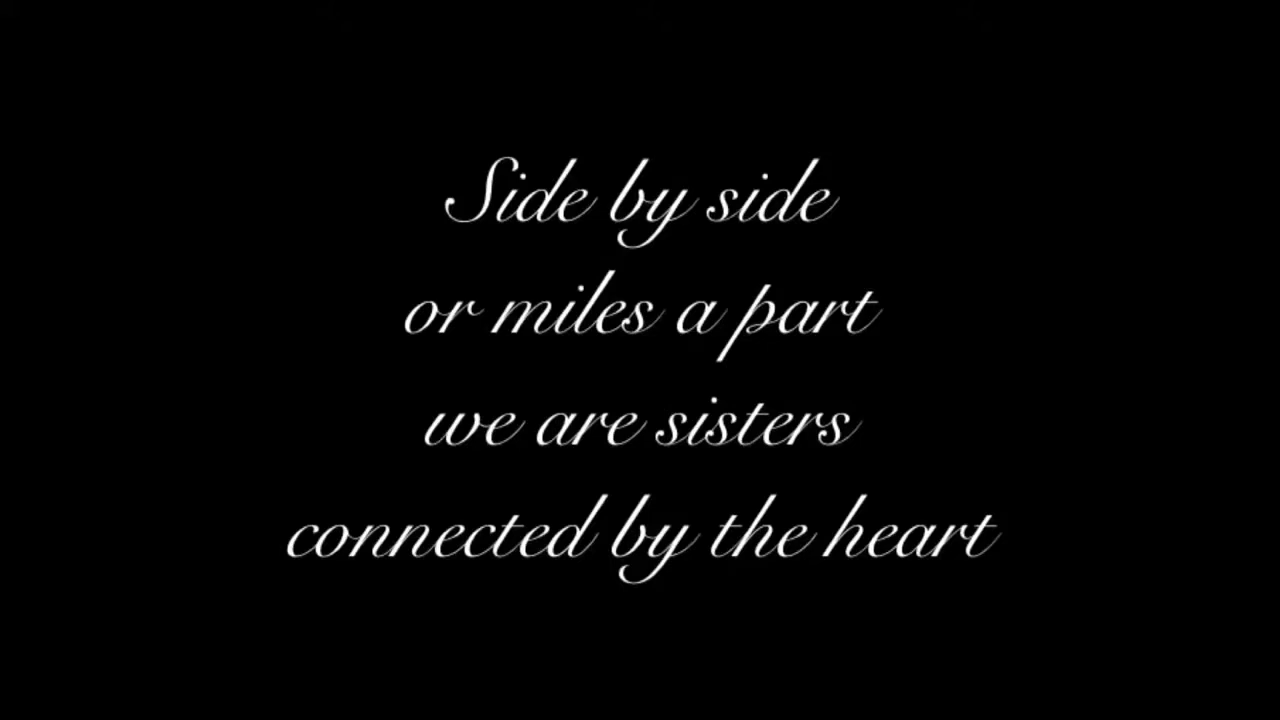 Side by side
or miles a part
we are sisters
connected by the heart